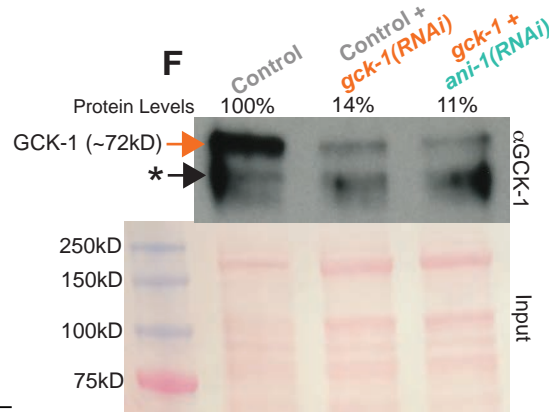 F
Control
Control +
gck-1(RNAi)
gck-1 +
ani-1(RNAi)
Protein Levels 100% 14% 11%
GCK-1 (~72kD)
*
αGCK-1
250kD
150kD
100kD
75kD
Input